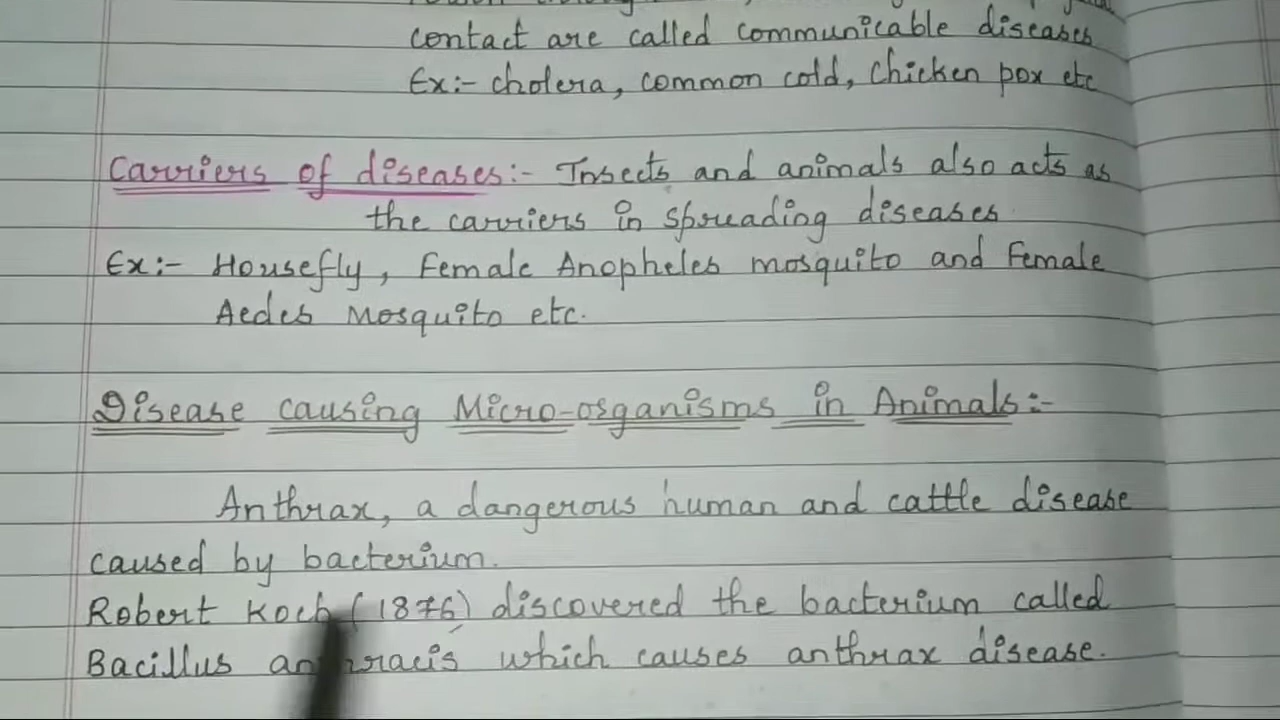 contact are called communicable diseases
Ex:- cholera, common cold, chicken pox etc
Carriers of diseases:- Insects and animals also acts as
the carriers in spreading diseases
Ex:- Housefly, Female Anopheles mosquito and Female
Aedes Mosquito etc.
Disease causing Micro-organisms in Animals:-
Anthrax, a dangerous human and cattle disease
caused by bacterium.
Robert Koch (1876) discovered the bacterium called
Bacillus anthracis which causes anthrax disease.